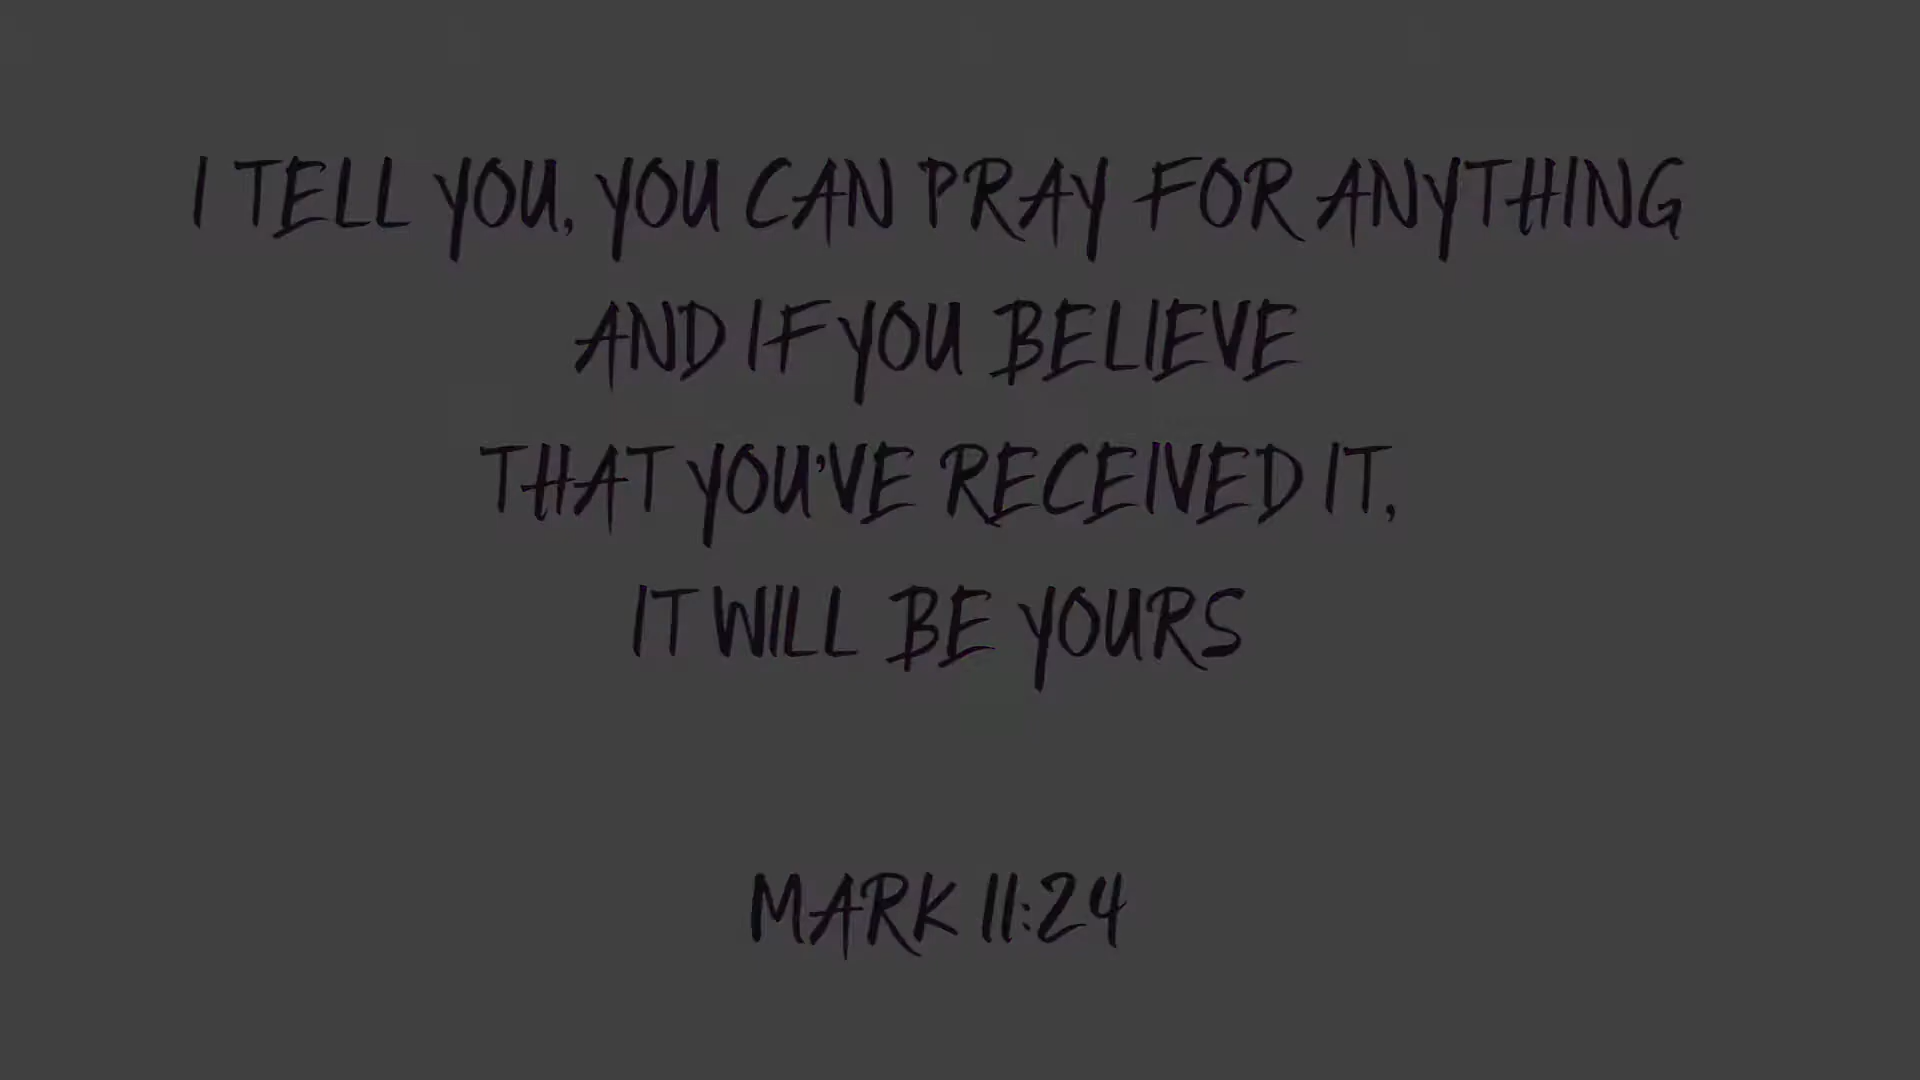 I TELL YOU, YOU CAN PRAY FOR ANYTHING
AND IF YOU BELIEVE
THAT YOU'VE RECEIVED IT,
IT WILL BE YOURS
MARK 11:24